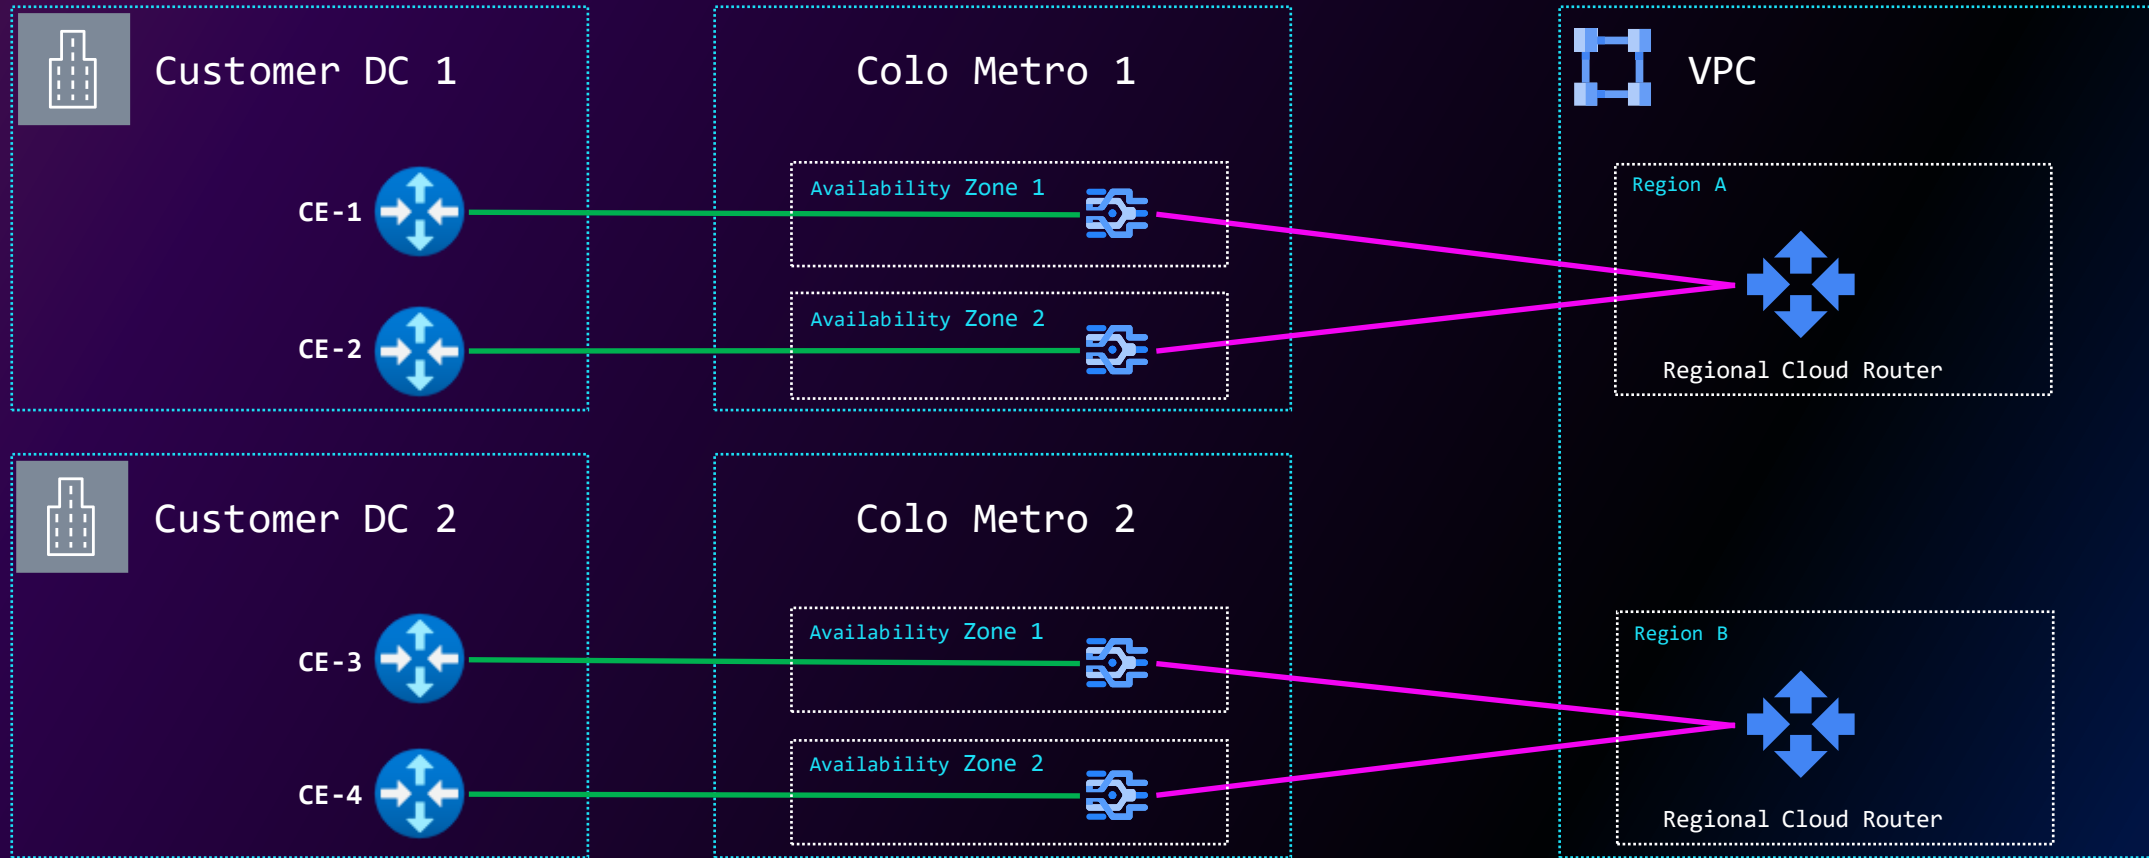 Customer DC 1
Colo Metro 1
VPC
Availability Zone 1
Region A
CE-1
Availability Zone 2
CE-2
Regional Cloud Router
Customer DC 2
Colo Metro 2
Availability Zone 1
Region B
CE-3
Availability Zone 2
CE-4
Regional Cloud Router